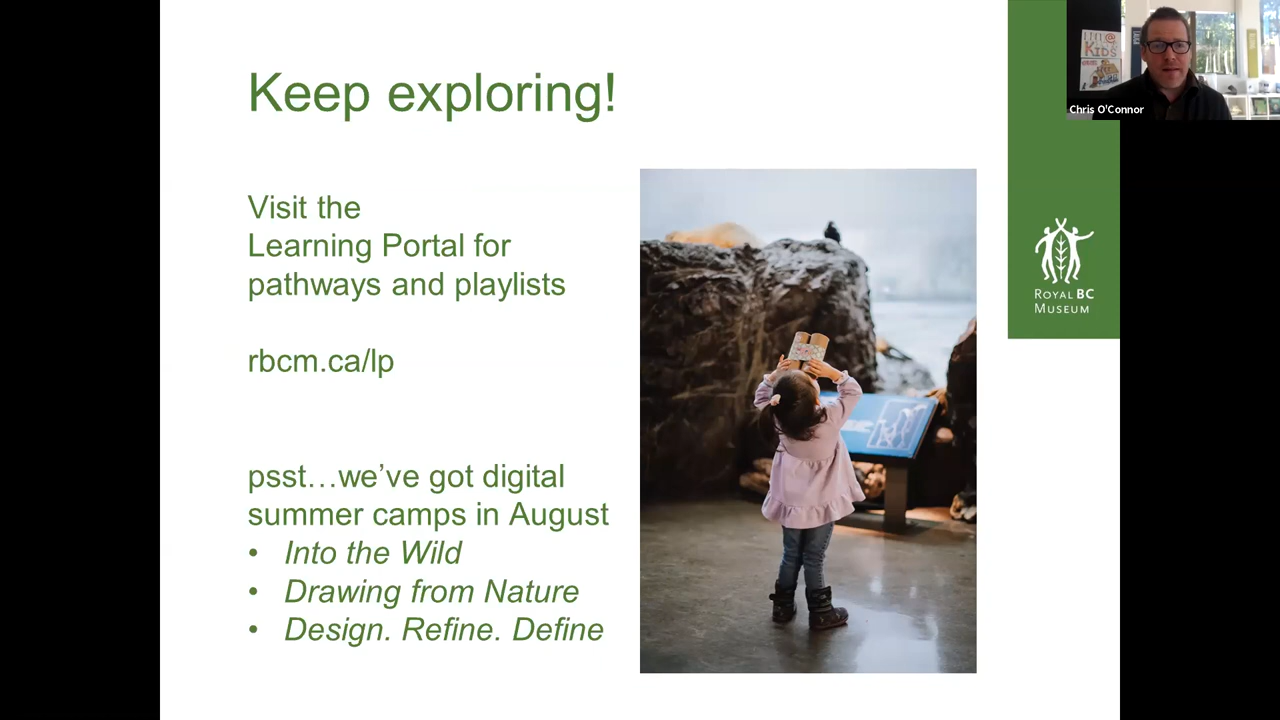 Keep exploring!
Visit the
Learning Portal for
pathways and playlists
rbcm.ca/lp
psst…we’ve got digital
summer camps in August
• Into the Wild
• Drawing from Nature
• Design. Refine. Define
KIDS
Chris O'Connor
ROYAL BC
MUSEUM